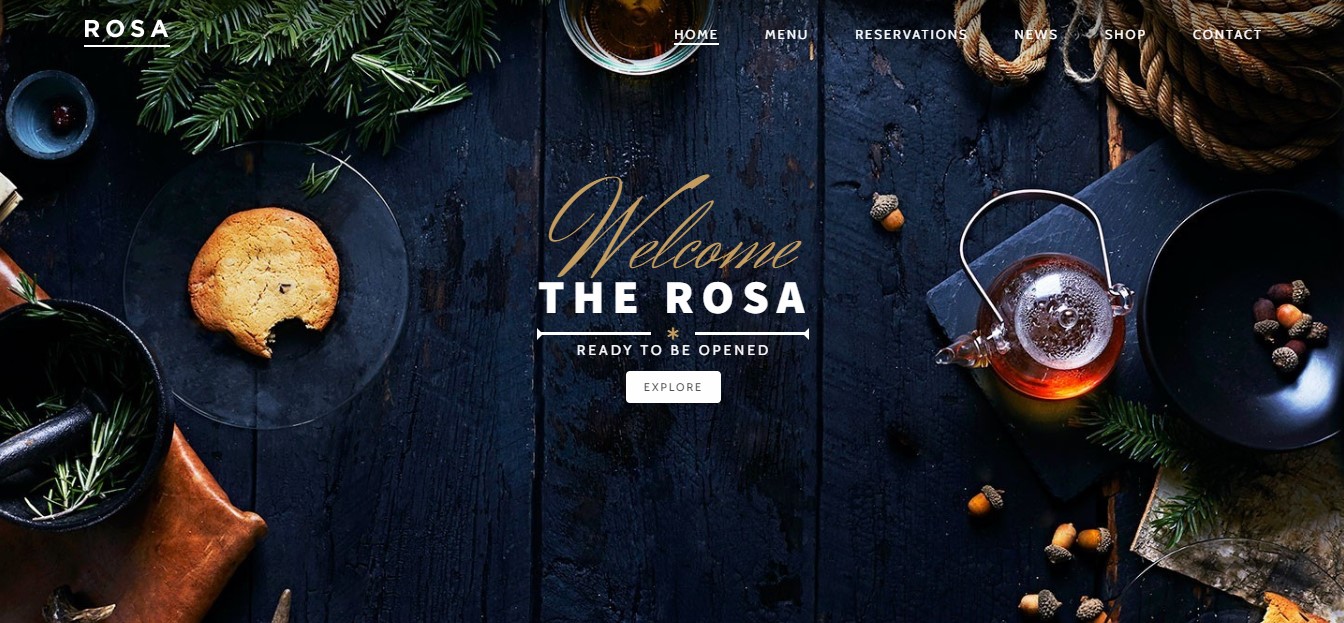 ROSA
HOME MENU RESERVATIONS NEWS SHOP CONTACT
Welcome
THE ROSA
READY TO BE OPENED
EXPLORE